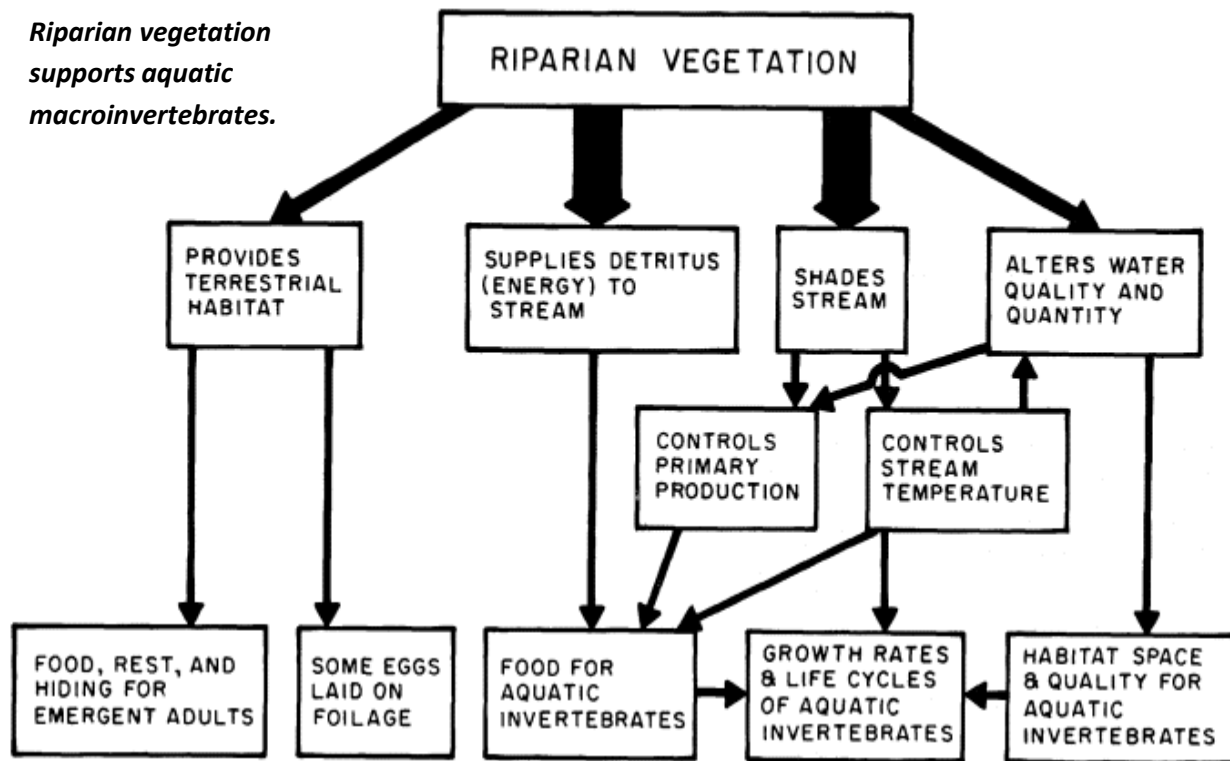 Riparian vegetation
supports aquatic
macroinvertebrates.
RIPARIAN VEGETATION
PROVIDES
TERRESTRIAL
HABITAT
SUPPLIES DETRITUS
(ENERGY) TO
STREAM
SHADES
STREAM
ALTERS WATER
QUALITY AND
QUANTITY
CONTROLS
PRIMARY
PRODUCTION
CONTROLS
STREAM
TEMPERATURE
FOOD, REST, AND
HIDING FOR
EMERGENT ADULTS
SOME EGGS
LAID ON
FOILAGE
FOOD FOR
AQUATIC
INVERTEBRATES
GROWTH RATES
& LIFE CYCLES
OF AQUATIC
INVERTEBRATES
HABITAT SPACE
& QUALITY FOR
AQUATIC
INVERTEBRATES